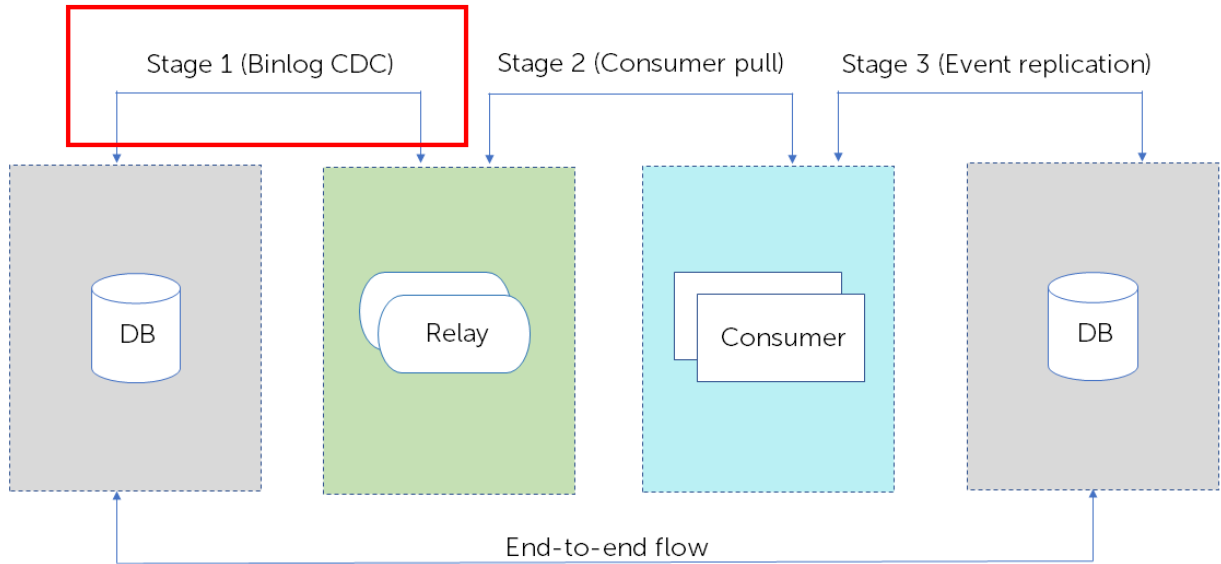 Stage 1 (Binlog CDC)
Stage 2 (Consumer pull)
Stage 3 (Event replication)
DB
Relay
Consumer
DB
End-to-end flow